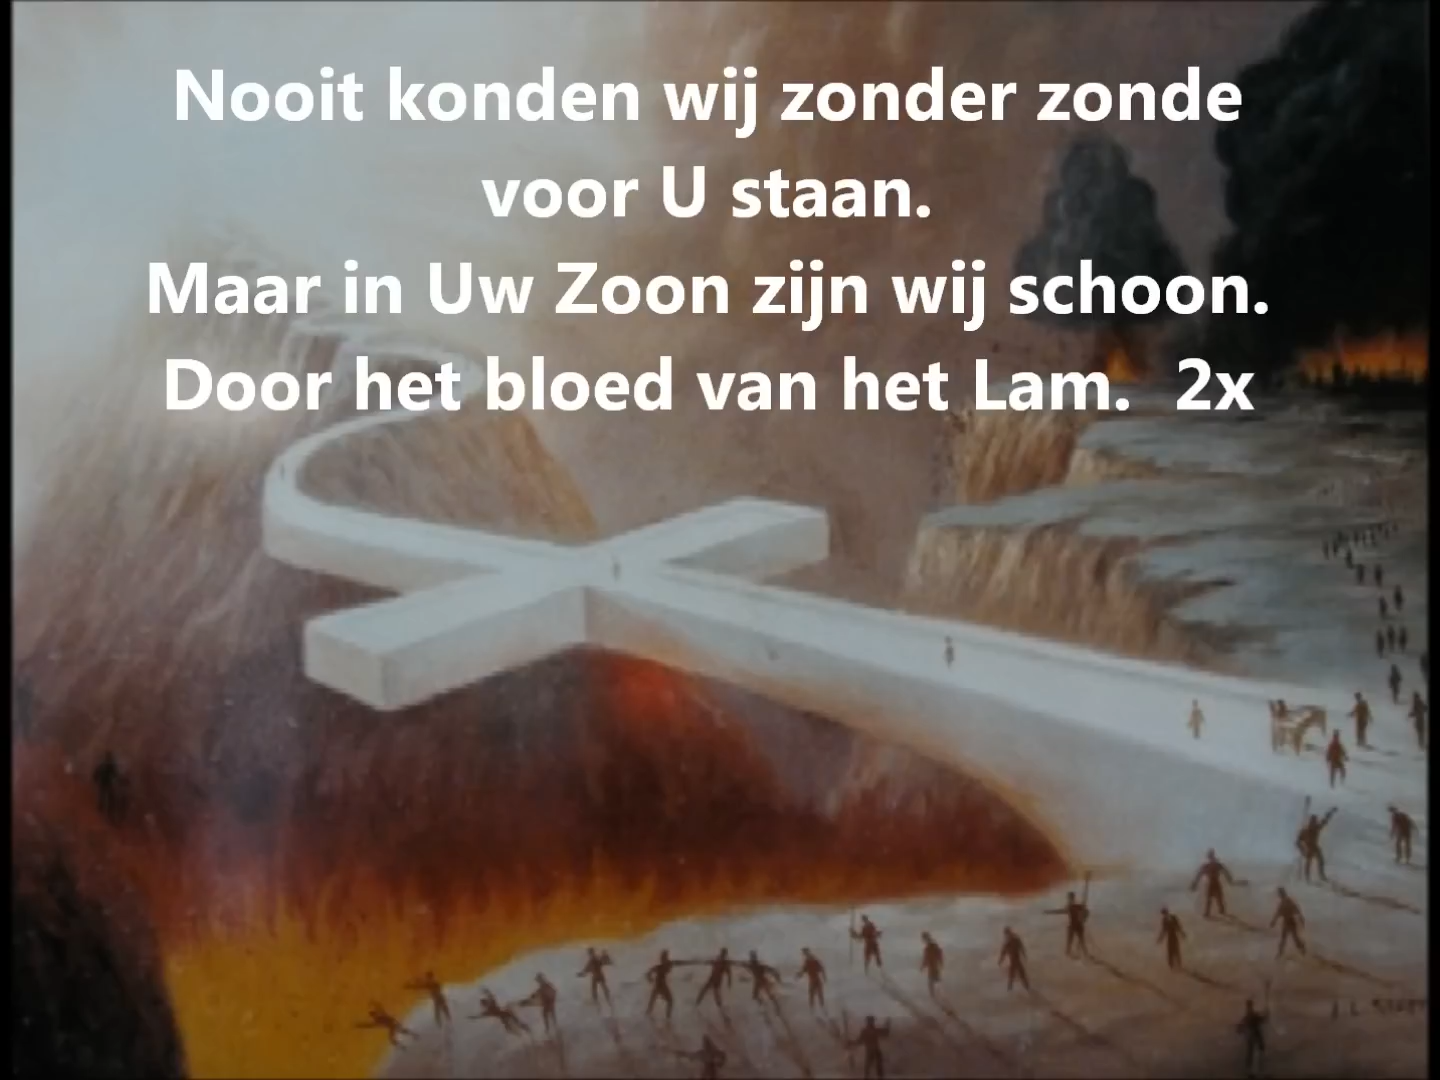 Nooit konden wij zonder zonde
voor U staan.
Maar in Uw Zoon zijn wij schoon.
Door het bloed van het Lam. 2x